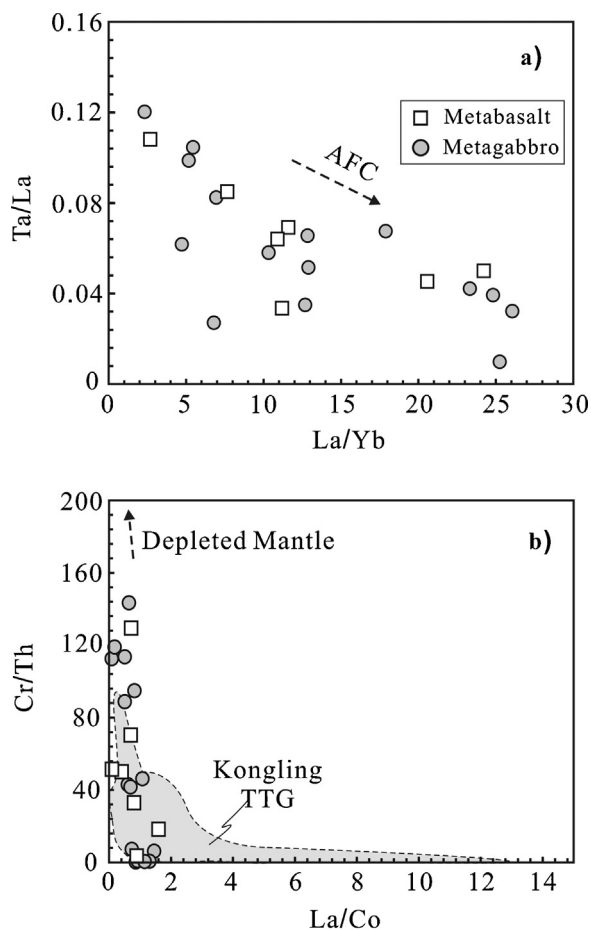 0.16
a)
Metabasalt
Metagabbro
0.12
AFC
Ta/La
0.08
0.04
0
0 5 10 15 20 25 30
La/Yb
200
b)
Depleted Mantle
160
120
Cr/Th
80
Kongling
TTG
40
0
0 2 4 6 8 10 12 14
La/Co